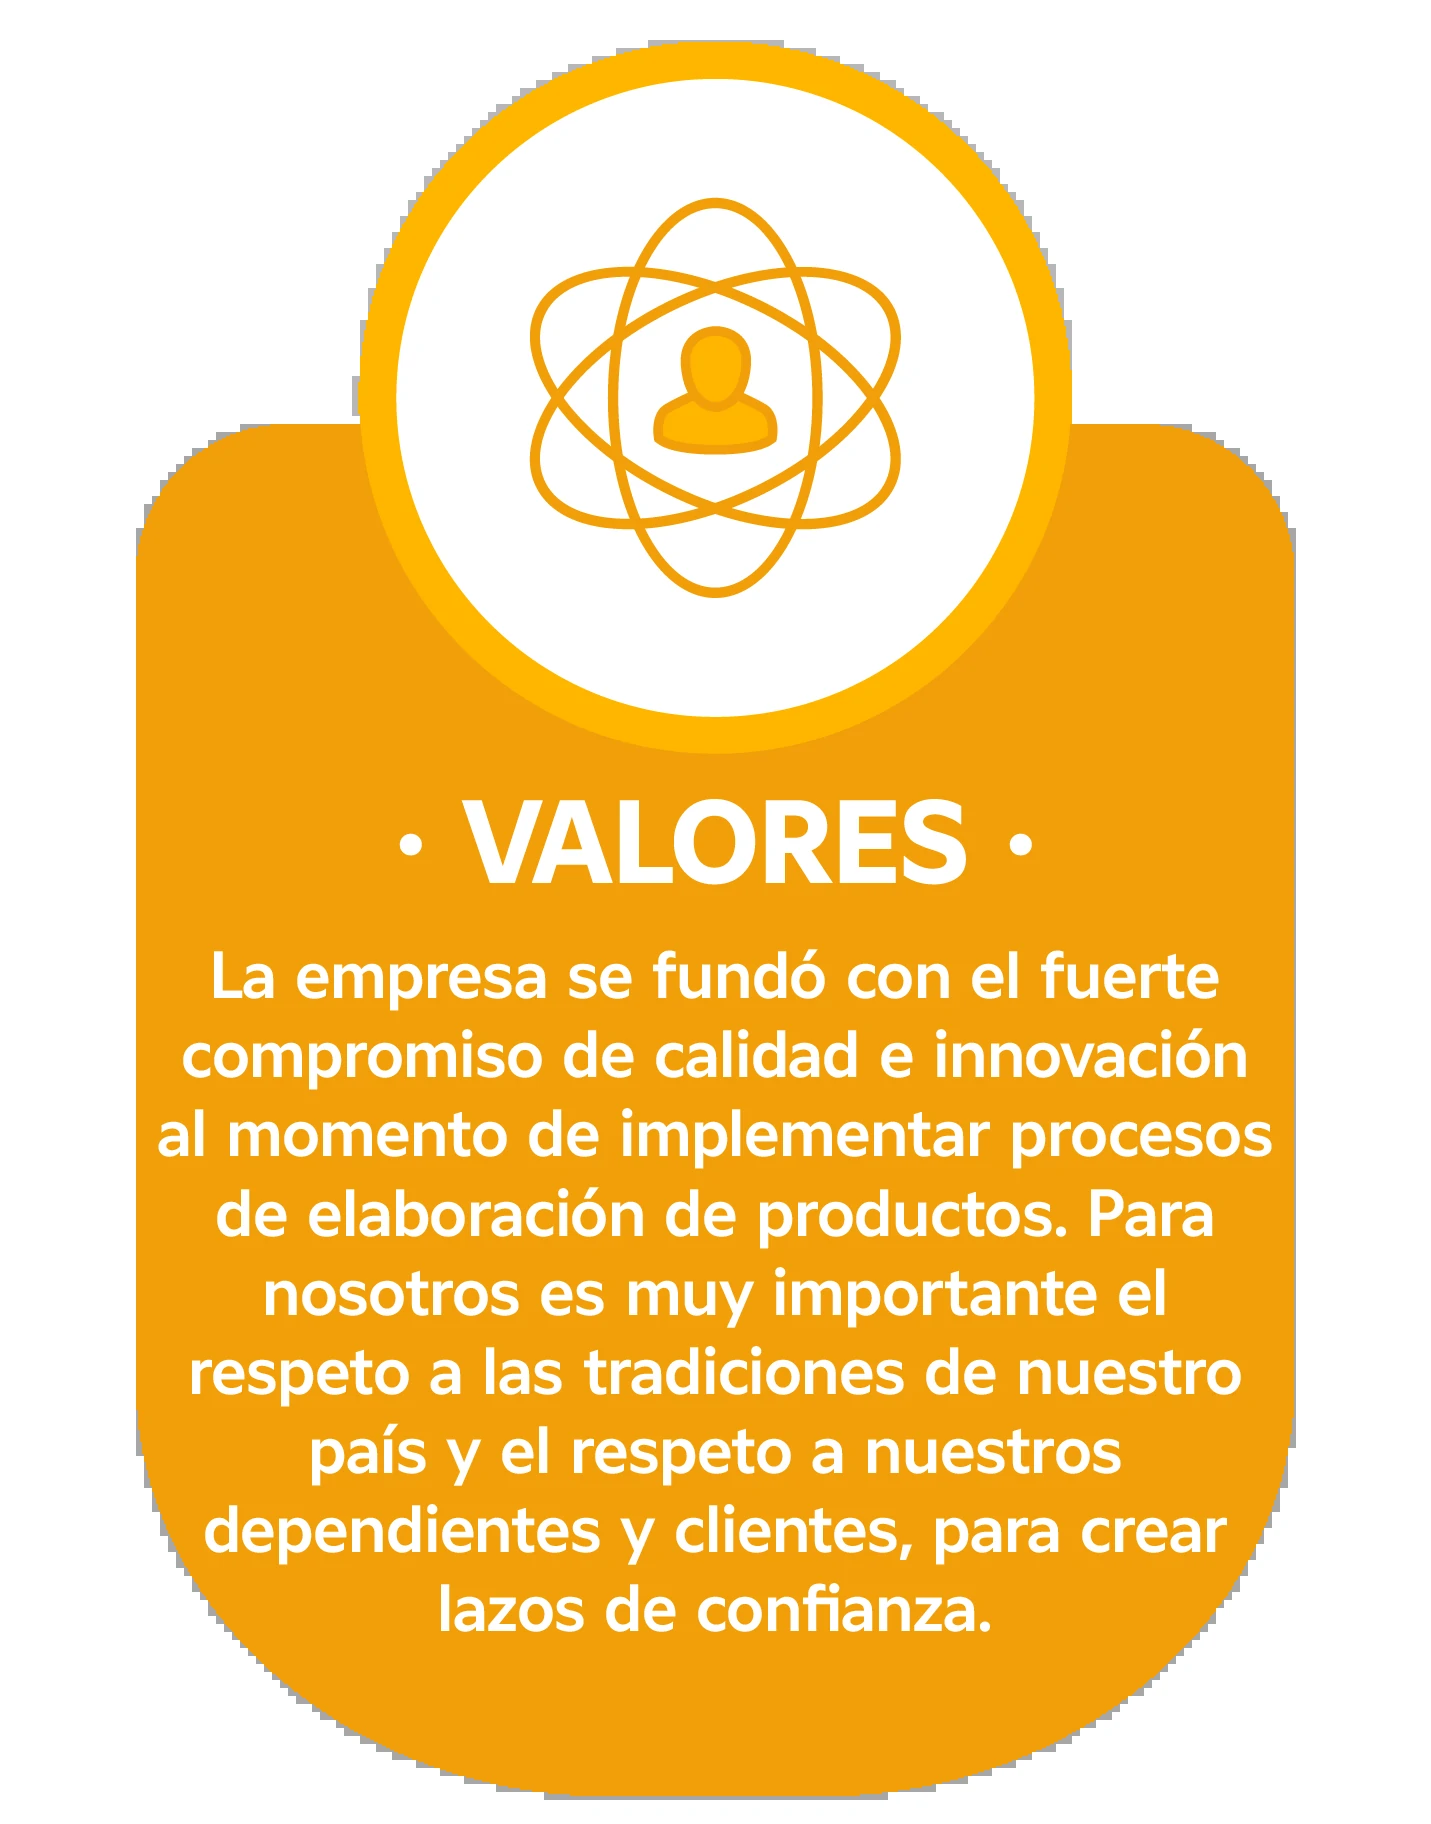 • VALORES •
La empresa se fundó con el fuerte
compromiso de calidad e innovación
al momento de implementar procesos
de elaboración de productos. Para
nosotros es muy importante el
respeto a las tradiciones de nuestro
país y el respeto a nuestros
dependientes y clientes, para crear
lazos de confianza.